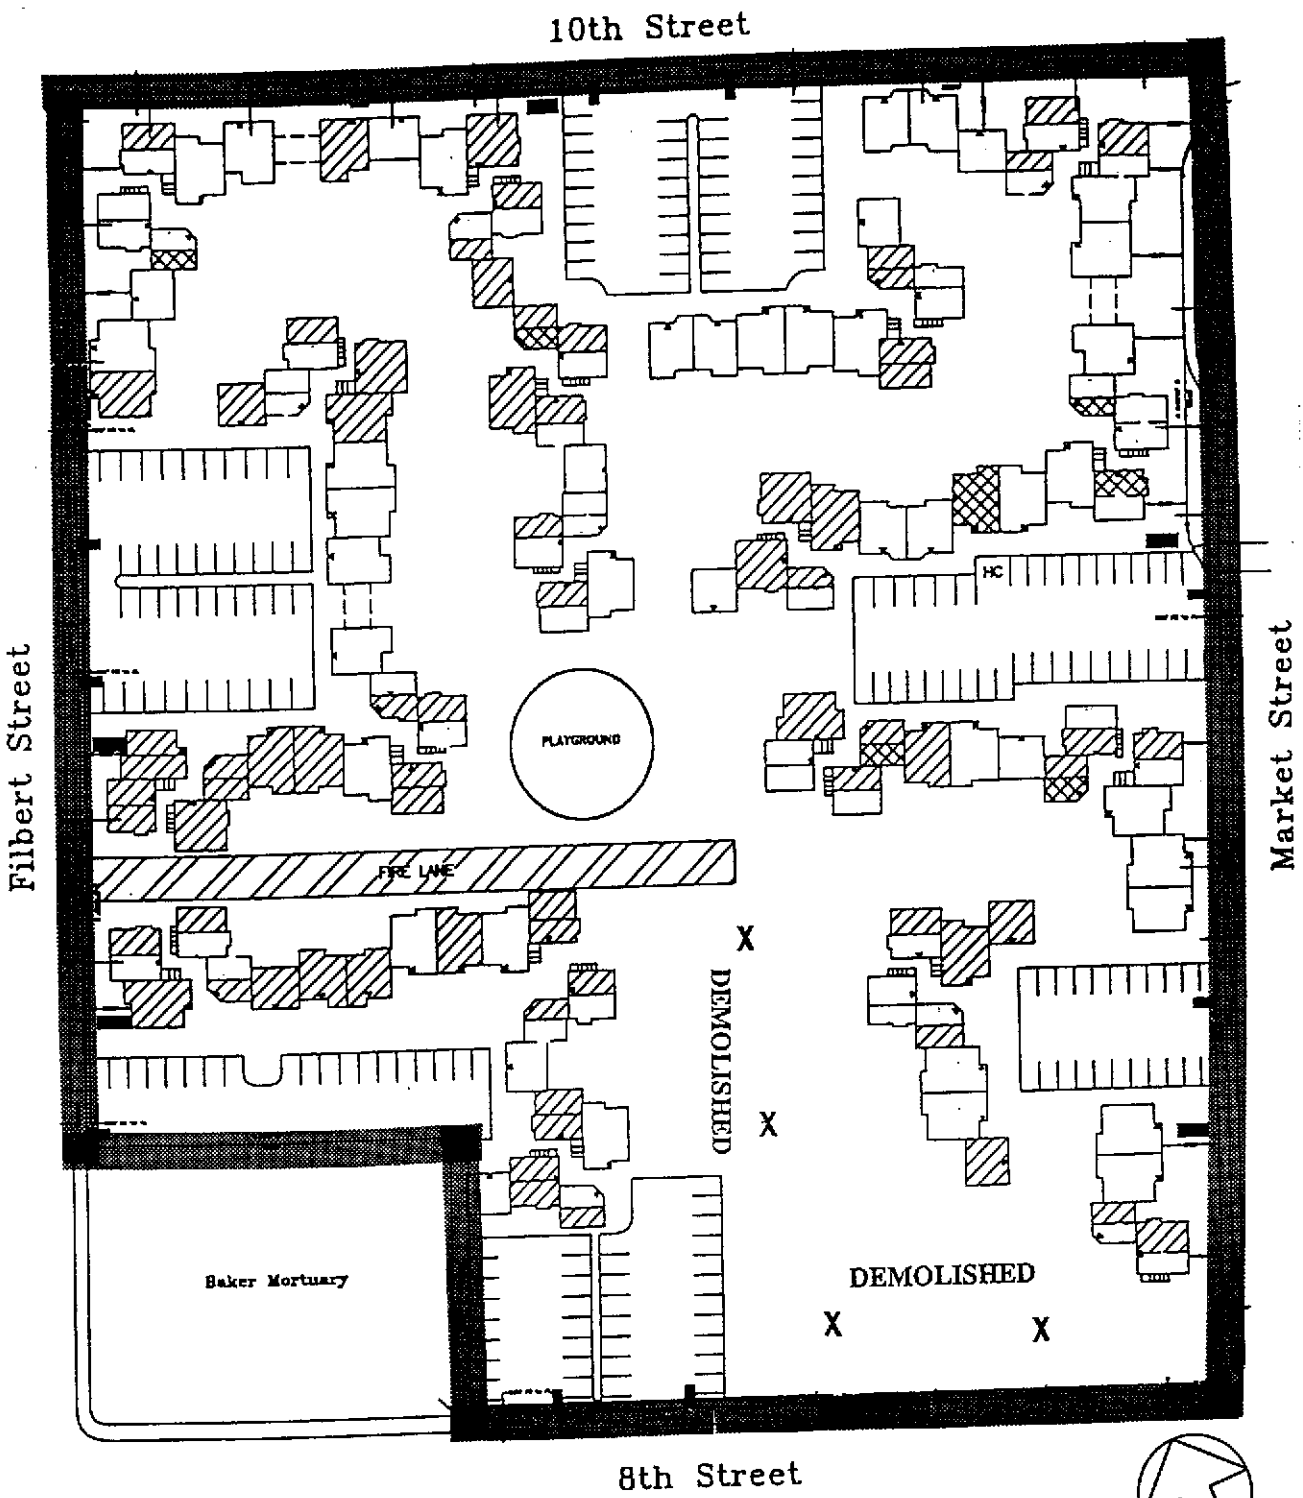 10th Street
HC
Filbert Street
Market Street
PLAYGROUND
FIRE LANE
X
DEMOLISHED
X
Baker Mortuary
DEMOLISHED
X X
8th Street